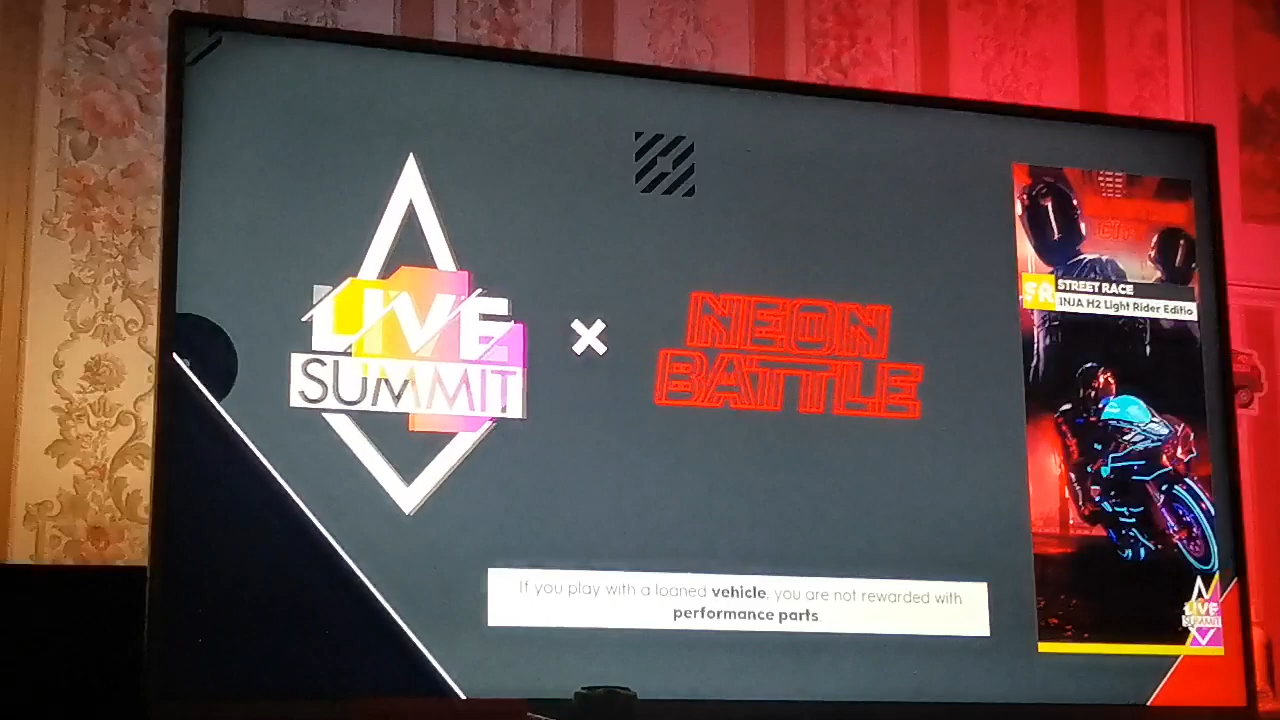 LIVE
SUMMIT
NEON
BATTLE
If you play with a loaned vehicle, you are not rewarded with
performance parts
SR
STREET RACE
INJA H2 Light Rider Editio
LIVE
SUMMIT